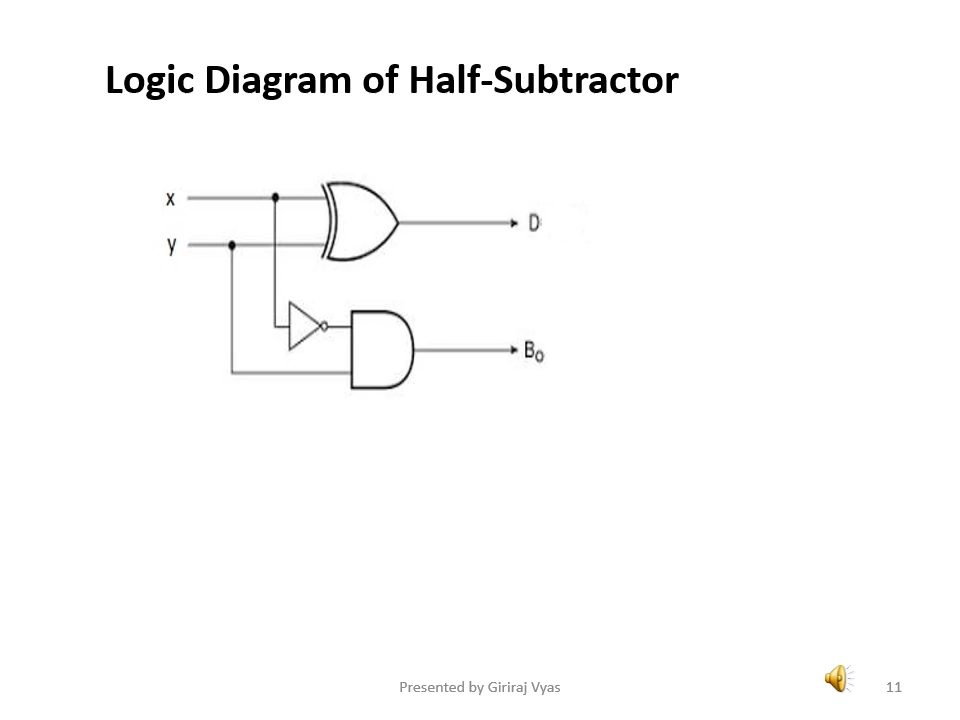 Logic Diagram of Half-Subtractor
x
D
y
Bo
Presented by Giriraj Vyas
11